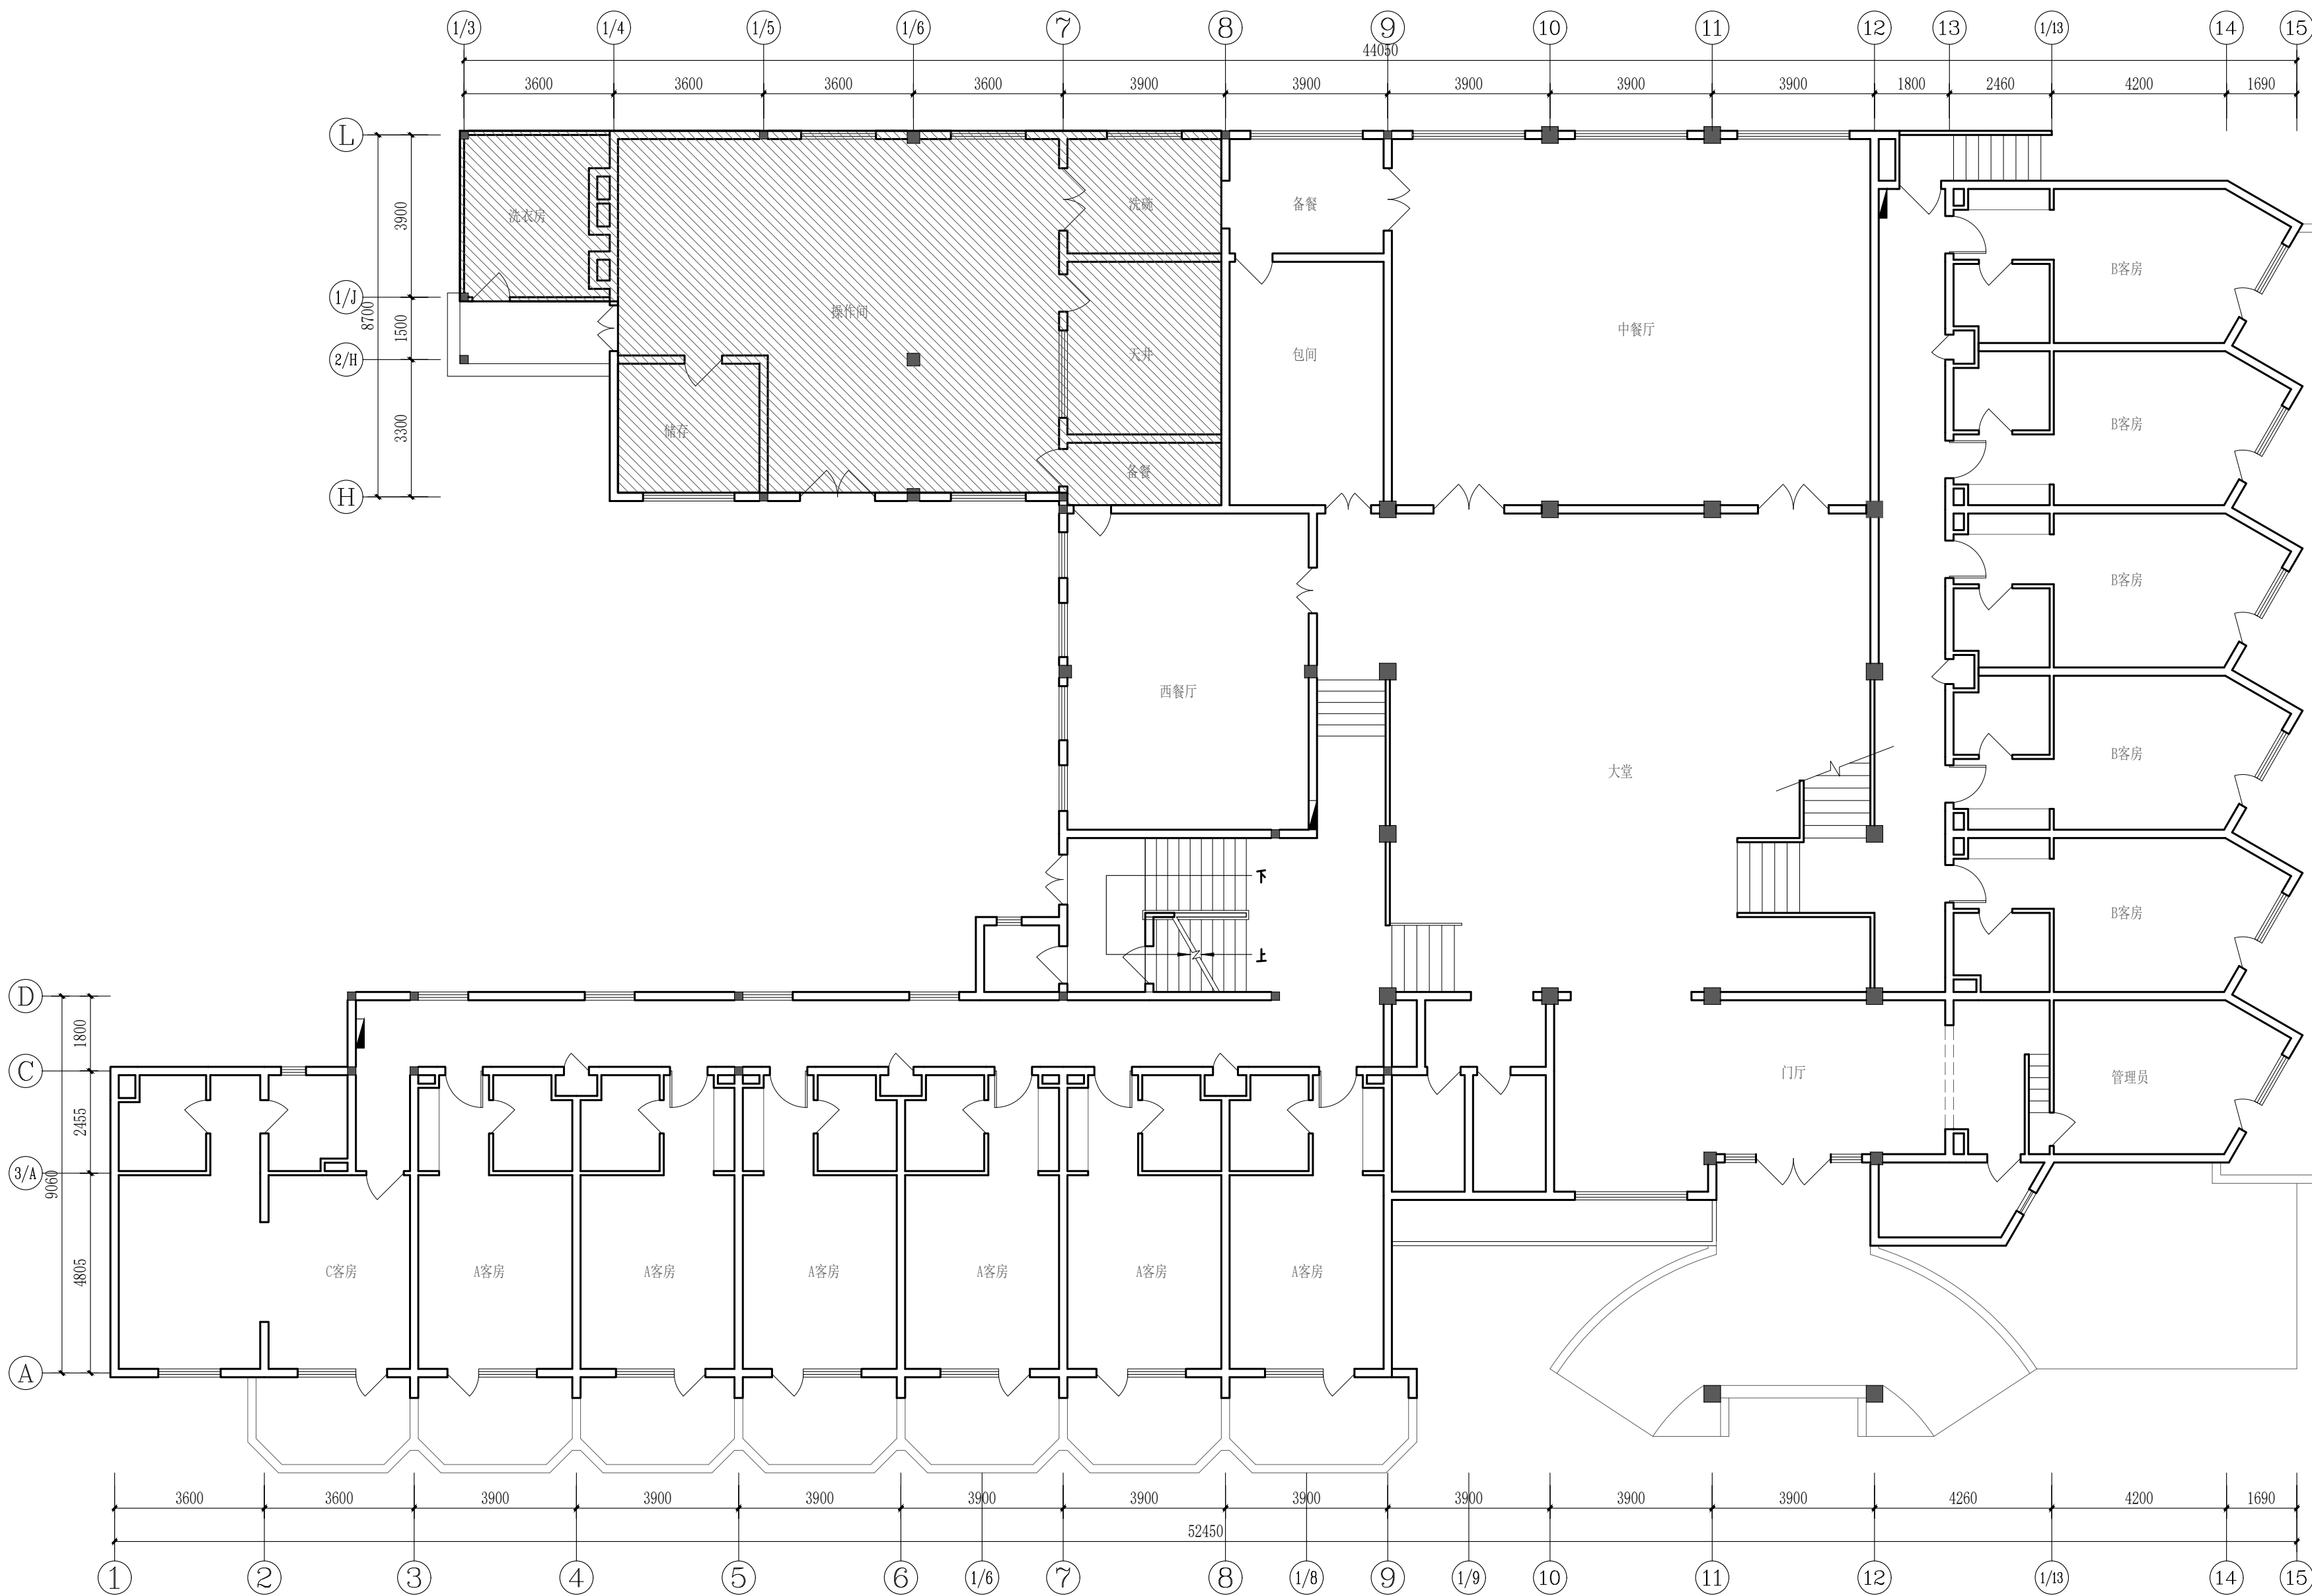 1/3 1/4 1/5 1/6 7 8 9 10 11 12 13 1/13 14 15
44050
3600 3600 3600 3600 3900 3900 3900 3900 3900 1800 2460 4200 1690
L
3900
洗衣房 洗碗 备餐
B客房
1/J
8700
1500
操作间
中餐厅
2/H
天井 包间
3300
储存
B客房
备餐
H
B客房
西餐厅
B客房
大堂
下
B客房
上
D
1800
C
门厅
管理员
2455
3/A
9060
4805
C客房 A客房 A客房 A客房 A客房 A客房 A客房
A
3600 3600 3900 3900 3900 3900 3900 3900 3900 3900 3900 4260 4200 1690
52450
1 2 3 4 5 6 1/6 7 8 1/8 9 1/9 10 11 12 1/13 14 15